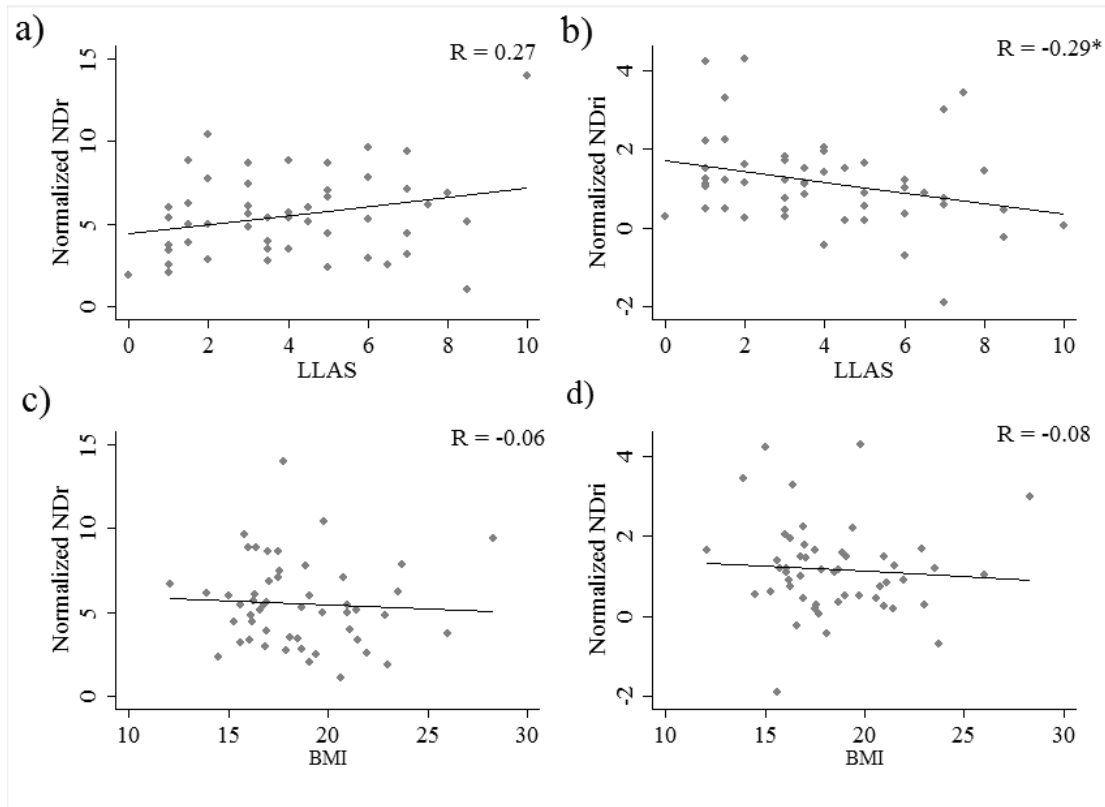 a)
R = 0.27
Normalized NDr
15
10
5
0
0 2 4 6 8 10
LLAS
b)
R = -0.29*
Normalized NDri
4
2
0
-2
0 2 4 6 8 10
LLAS
c)
R = -0.06
Normalized NDr
15
10
5
0
10 15 20 25 30
BMI
d)
R = -0.08
Normalized NDri
4
2
0
-2
10 15 20 25 30
BMI